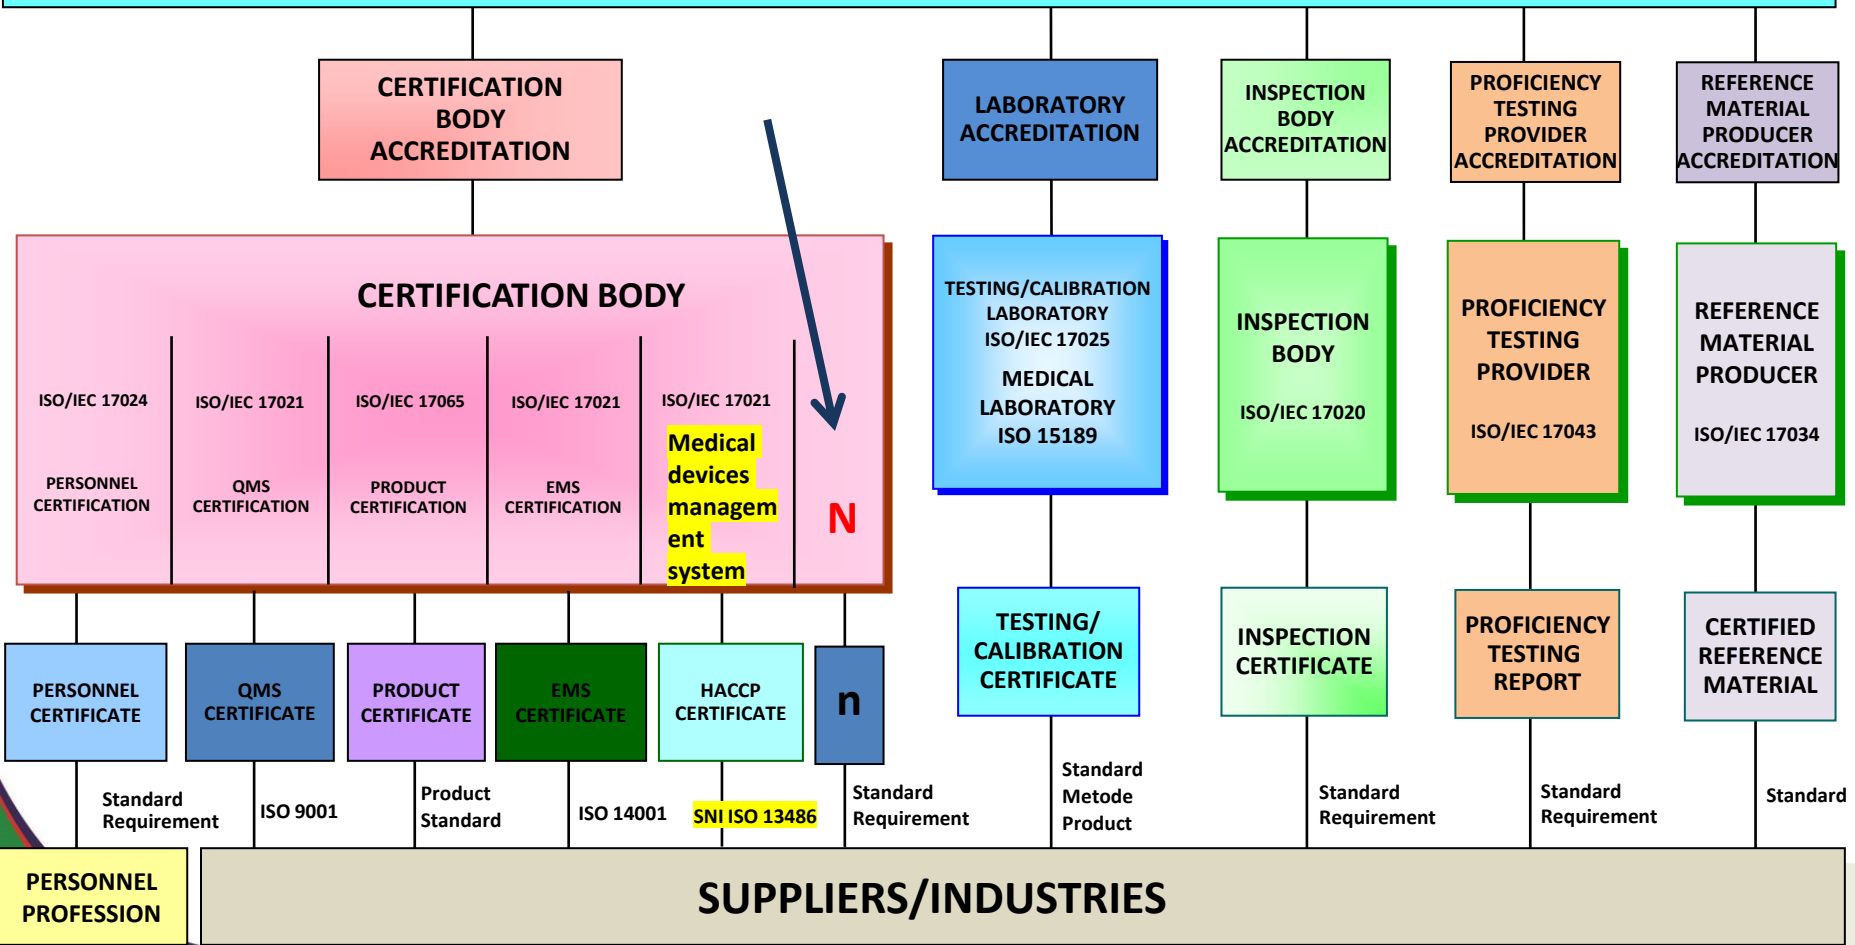 CERTIFICATION
BODY
ACCREDITATION
LABORATORY
ACCREDITATION
INSPECTION
BODY
ACCREDITATION
PROFICIENCY
TESTING
PROVIDER
ACCREDITATION
REFERENCE
MATERIAL
PRODUCER
ACCREDITATION
CERTIFICATION BODY
ISO/IEC 17024
PERSONNEL
CERTIFICATION
ISO/IEC 17021
QMS
CERTIFICATION
ISO/IEC 17065
PRODUCT
CERTIFICATION
ISO/IEC 17021
EMS
CERTIFICATION
ISO/IEC 17021
Medical
devices
managem
ent
system
N
TESTING/CALIBRATION
LABORATORY
ISO/IEC 17025
MEDICAL
LABORATORY
ISO 15189
INSPECTION
BODY
ISO/IEC 17020
PROFICIENCY
TESTING
PROVIDER
ISO/IEC 17043
REFERENCE
MATERIAL
PRODUCER
ISO/IEC 17034
PERSONNEL
CERTIFICATE
QMS
CERTIFICATE
PRODUCT
CERTIFICATE
EMS
CERTIFICATE
HACCP
CERTIFICATE
n
TESTING/
CALIBRATION
CERTIFICATE
INSPECTION
CERTIFICATE
PROFICIENCY
TESTING
REPORT
CERTIFIED
REFERENCE
MATERIAL
Standard
Requirement
ISO 9001
Product
Standard
ISO 14001
SNI ISO 13486
Standard
Requirement
Standard
Metode
Product
Standard
Requirement
Standard
Requirement
Standard
PERSONNEL
PROFESSION
SUPPLIERS/INDUSTRIES